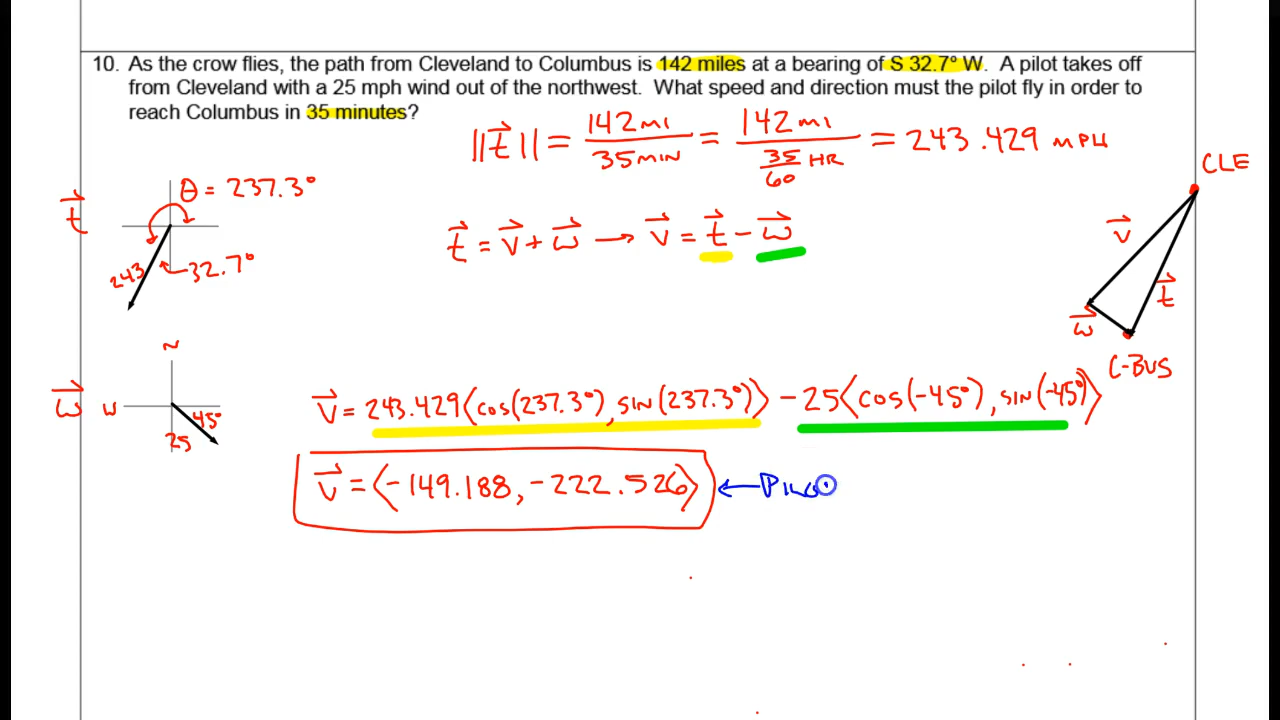 10. As the crow flies, the path from Cleveland to Columbus is 142 miles at a bearing of S 32.7° W. A pilot takes off
from Cleveland with a 25 mph wind out of the northwest. What speed and direction must the pilot fly in order to
reach Columbus in 35 minutes?
||t⃗|| = 142 MI / 35 MIN = 142 MI / (35/60 HR) = 243.429 MPH
CLE
t⃗
θ = 237.3°
243
32.7°
t⃗ = v⃗ + w⃗ → v⃗ = t⃗ - w⃗
v⃗
t⃗
w⃗
C-BUS
w⃗
N
W
45°
25
v⃗ = 243.429⟨cos(237.3°), sin(237.3°)⟩ - 25⟨cos(-45°), sin(-45°)⟩
v⃗ = ⟨-149.188, -222.526⟩ ← PILO